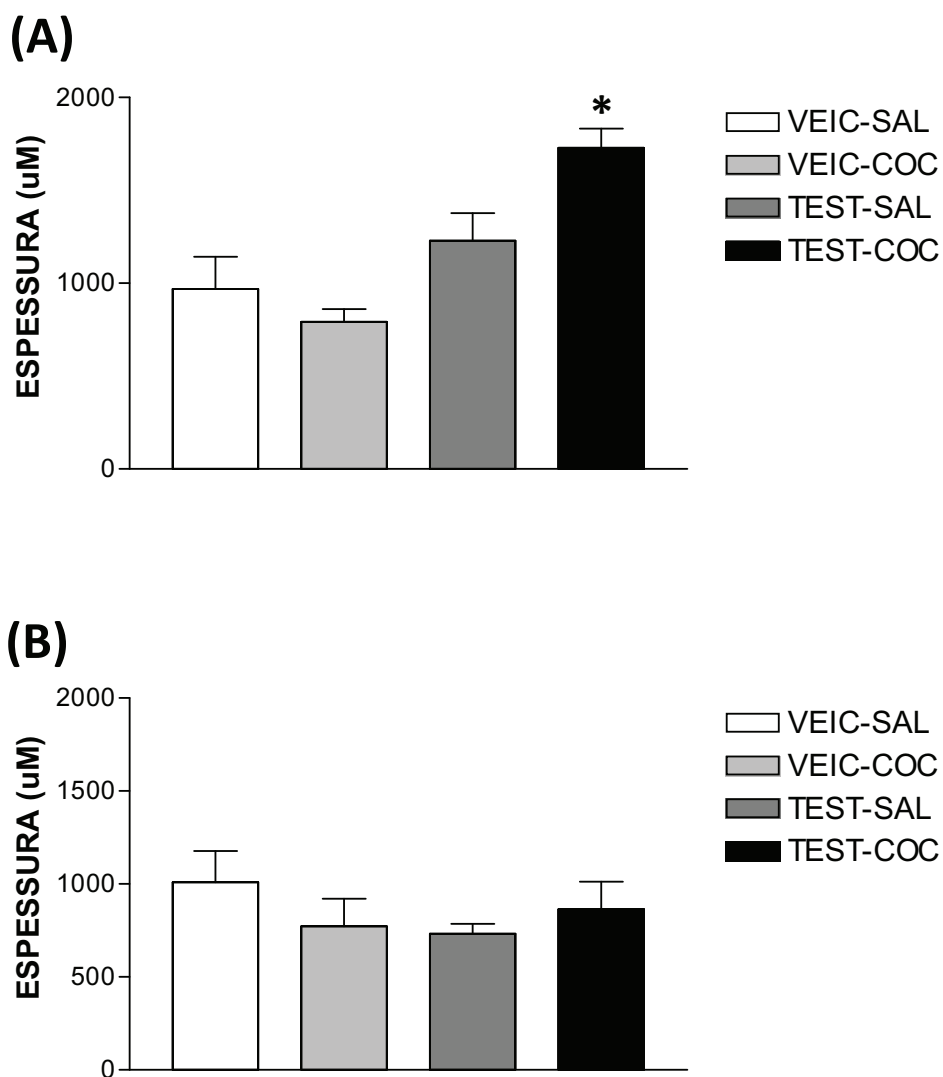 (A)
2000
1000
0
ESPESSURA (uM)
*
VEIC-SAL
VEIC-COC
TEST-SAL
TEST-COC
(B)
2000
1500
1000
500
0
ESPESSURA (uM)
VEIC-SAL
VEIC-COC
TEST-SAL
TEST-COC